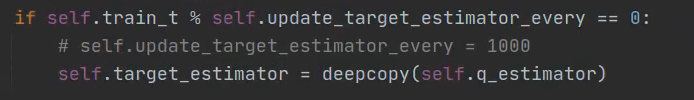 if self.train_t % self.update_target_estimator_every == 0:
# self.update_target_estimator_every = 1000
self.target_estimator = deepcopy(self.q_estimator)